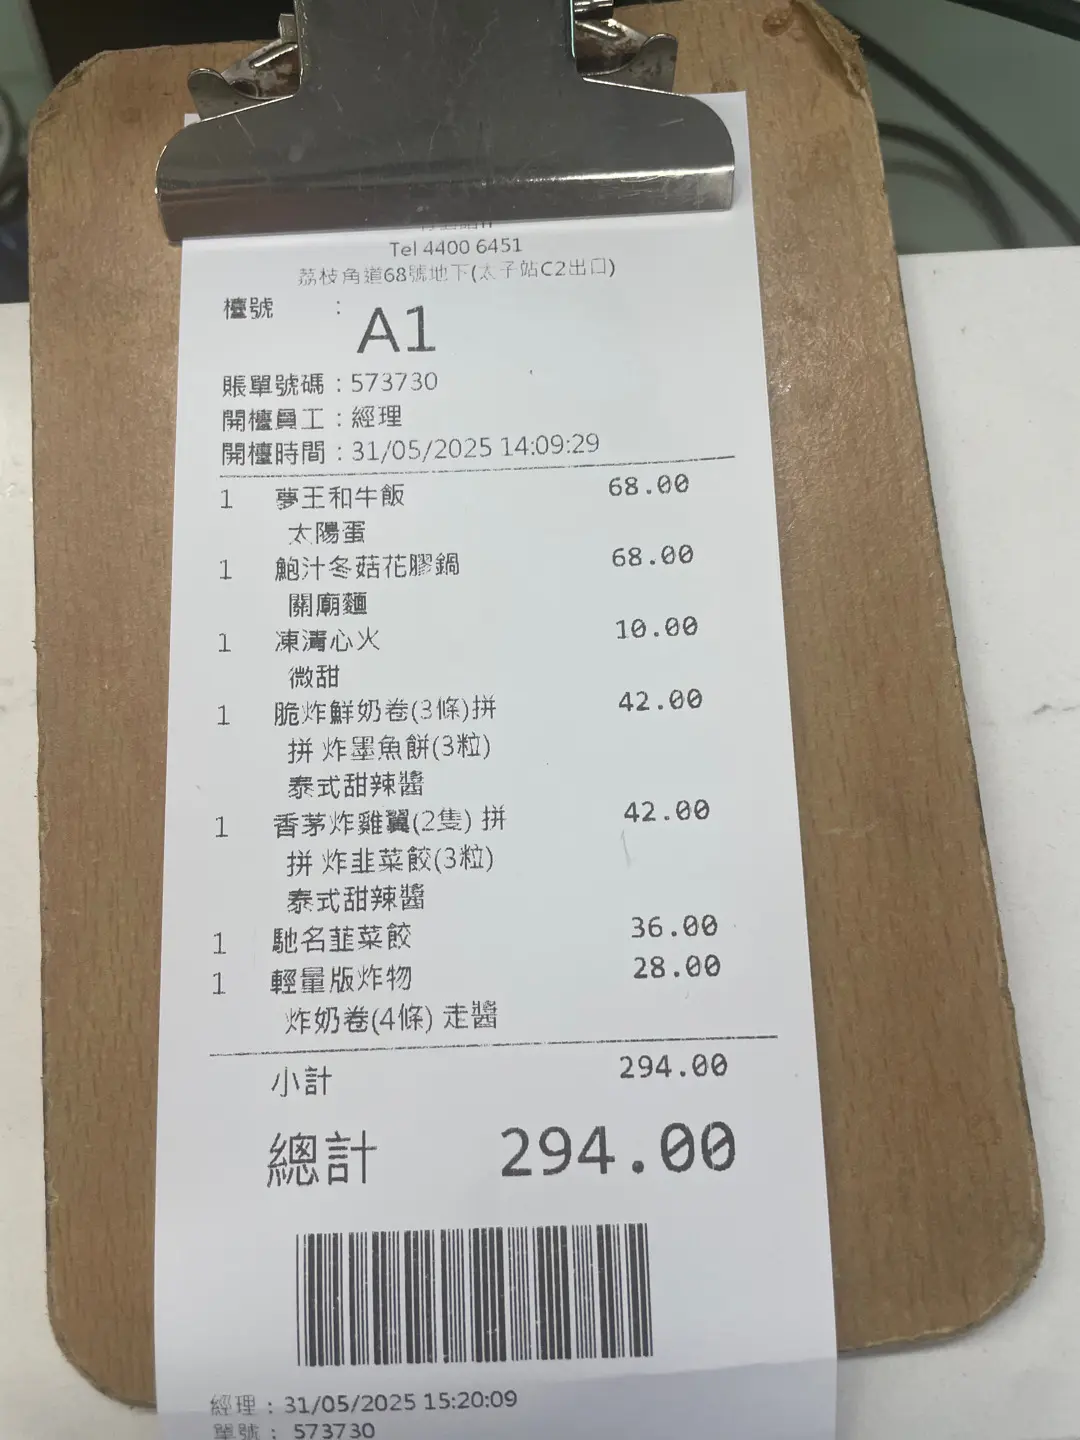 Tel 4400 6451
荔枝角道68號地下(太子站C2出口)
檯號 :
A1
賬單號碼 : 573730
開檯員工 : 經理
開檯時間 : 31/05/2025 14:09:29
1 夢王和牛飯 68.00
太陽蛋
1 鮑汁冬菇花膠鍋 68.00
關廟麵
1 凍清心火 10.00
微甜
1 脆炸鮮奶卷(3條)拼 42.00
拼 炸墨魚餅(3粒)
泰式甜辣醬
1 香茅炸雞翼(2隻) 拼 42.00
拼 炸韭菜餃(3粒)
泰式甜辣醬
1 馳名韮菜餃 36.00
1 輕量版炸物 28.00
炸奶卷(4條) 走醬
小計 294.00
總計 294.00
經理 : 31/05/2025 15:20:09
單號 : 573730